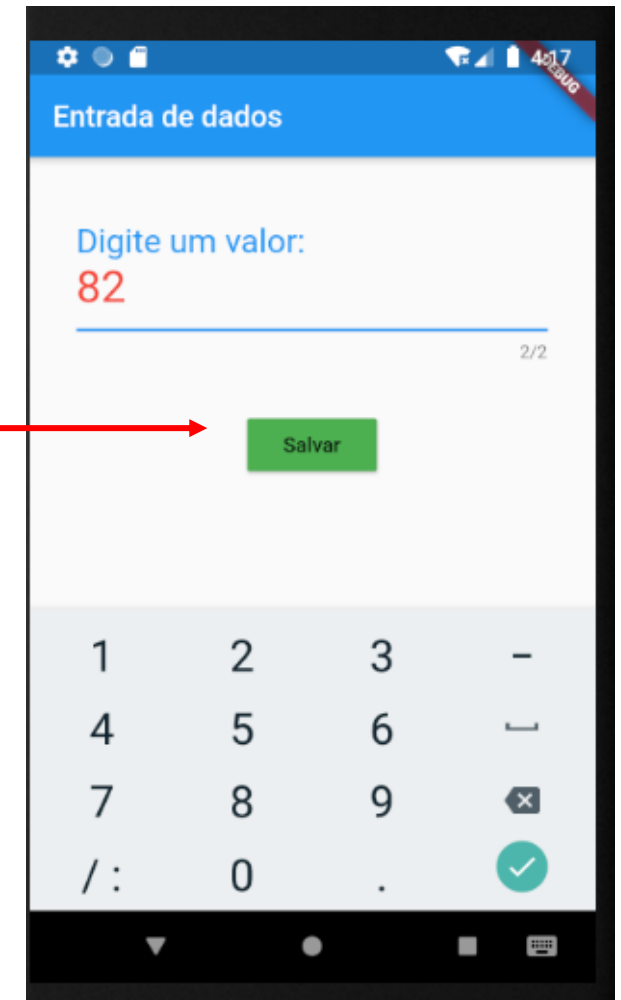 4:17
DEBUG
Entrada de dados
Digite um valor:
82
2/2
Salvar
1 2 3 –
4 5 6
7 8 9
/ : 0 .